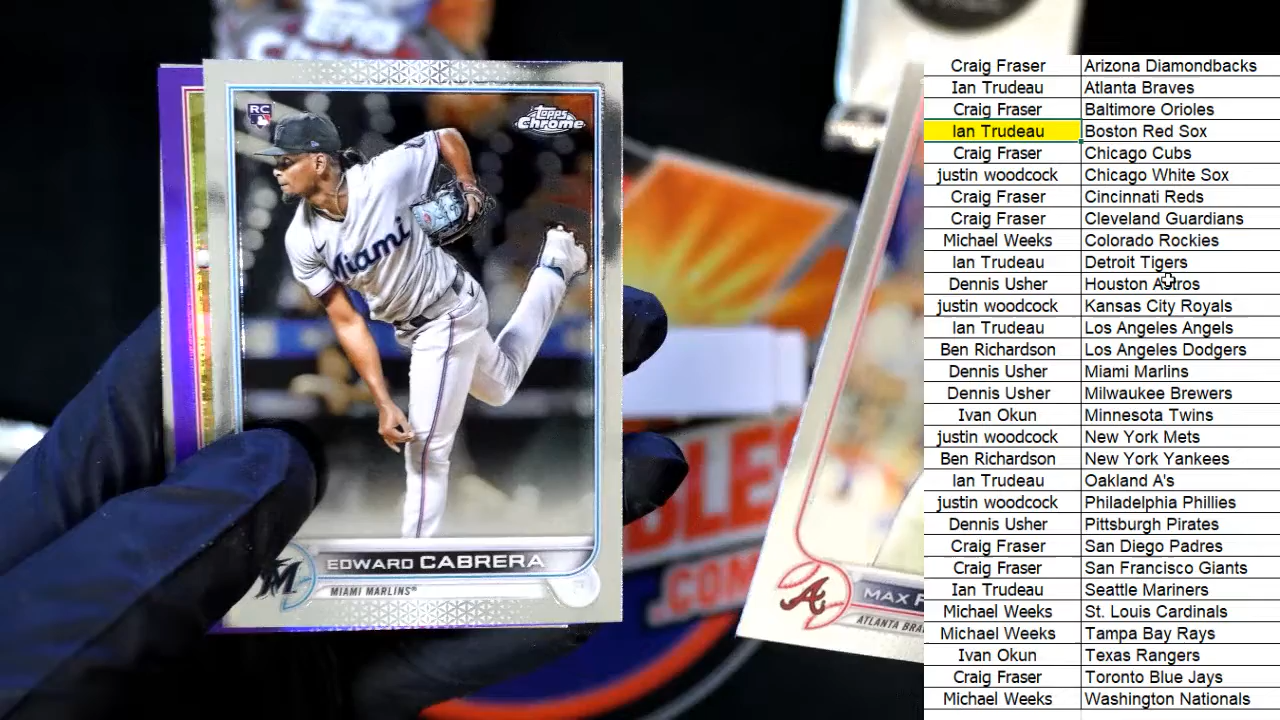 RC
Topps
Chrome
Miami
EDWARD CABRERA
MIAMI MARLINS
MAX
ATLANTA
BLES
.COM
Craig Fraser Arizona Diamondbacks
Ian Trudeau Atlanta Braves
Craig Fraser Baltimore Orioles
Ian Trudeau Boston Red Sox
Craig Fraser Chicago Cubs
justin woodcock Chicago White Sox
Craig Fraser Cincinnati Reds
Craig Fraser Cleveland Guardians
Michael Weeks Colorado Rockies
Ian Trudeau Detroit Tigers
Dennis Usher Houston Astros
justin woodcock Kansas City Royals
Ian Trudeau Los Angeles Angels
Ben Richardson Los Angeles Dodgers
Dennis Usher Miami Marlins
Dennis Usher Milwaukee Brewers
Ivan Okun Minnesota Twins
justin woodcock New York Mets
Ben Richardson New York Yankees
Ian Trudeau Oakland A's
justin woodcock Philadelphia Phillies
Dennis Usher Pittsburgh Pirates
Craig Fraser San Diego Padres
Craig Fraser San Francisco Giants
Ian Trudeau Seattle Mariners
Michael Weeks St. Louis Cardinals
Michael Weeks Tampa Bay Rays
Ivan Okun Texas Rangers
Craig Fraser Toronto Blue Jays
Michael Weeks Washington Nationals